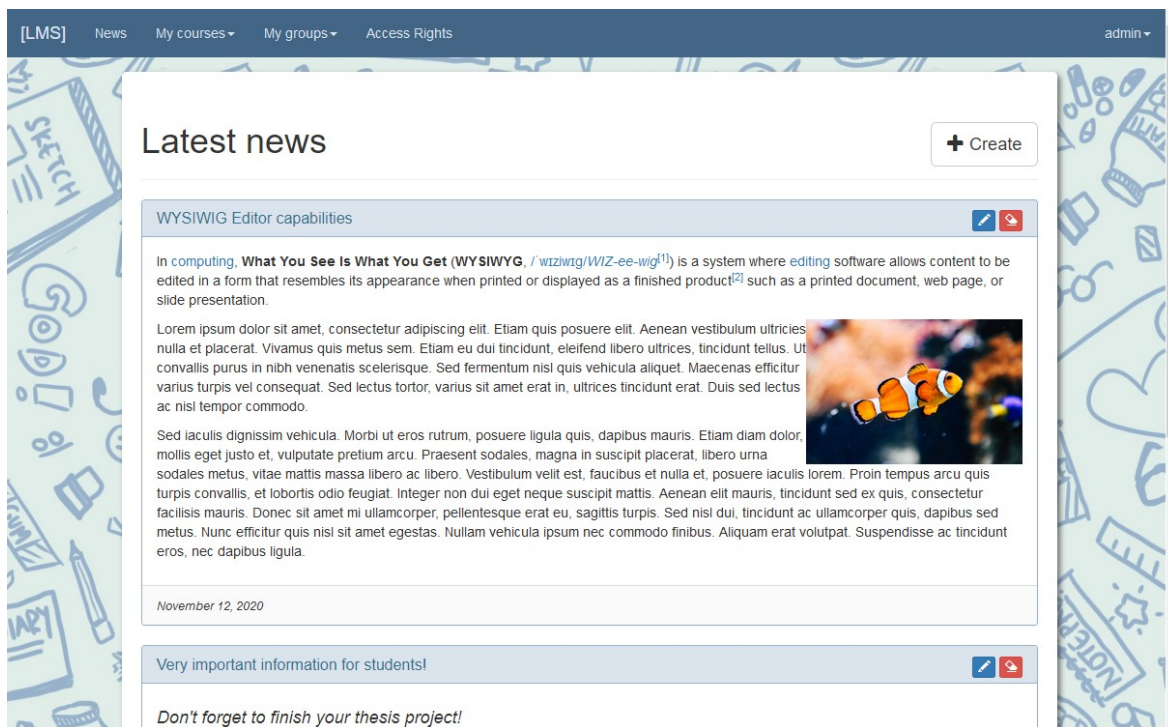 [LMS] News My courses My groups Access Rights admin
SKETCH
Latest news
Create
WYSIWIG Editor capabilities
In computing, What You See Is What You Get (WYSIWYG, /ˈwɪziwɪɡ/WIZ-ee-wig[1]) is a system where editing software allows content to be
edited in a form that resembles its appearance when printed or displayed as a finished product[2] such as a printed document, web page, or
slide presentation.
Lorem ipsum dolor sit amet, consectetur adipiscing elit. Etiam quis posuere elit. Aenean vestibulum ultricies
nulla et placerat. Vivamus quis metus sem. Etiam eu dui tincidunt, eleifend libero ultrices, tincidunt tellus. Ut
convallis purus in nibh venenatis scelerisque. Sed fermentum nisl quis vehicula aliquet. Maecenas efficitur
varius turpis vel consequat. Sed lectus tortor, varius sit amet erat in, ultrices tincidunt erat. Duis sed lectus
ac nisl tempor commodo.
Sed iaculis dignissim vehicula. Morbi ut eros rutrum, posuere ligula quis, dapibus mauris. Etiam diam dolor,
mollis eget justo et, vulputate pretium arcu. Praesent sodales, magna in suscipit placerat, libero urna
sodales metus, vitae mattis massa libero ac libero. Vestibulum velit est, faucibus et nulla et, posuere iaculis lorem. Proin tempus arcu quis
turpis convallis, et lobortis odio feugiat. Integer non dui eget neque suscipit mattis. Aenean elit mauris, tincidunt sed ex quis, consectetur
facilisis mauris. Donec sit amet mi ullamcorper, pellentesque erat eu, sagittis turpis. Sed nisl dui, tincidunt ac ullamcorper quis, dapibus sed
metus. Nunc efficitur quis nisl sit amet egestas. Nullam vehicula ipsum nec commodo finibus. Aliquam erat volutpat. Suspendisse ac tincidunt
eros, nec dapibus ligula.
November 12, 2020
Very important information for students!
Don't forget to finish your thesis project!